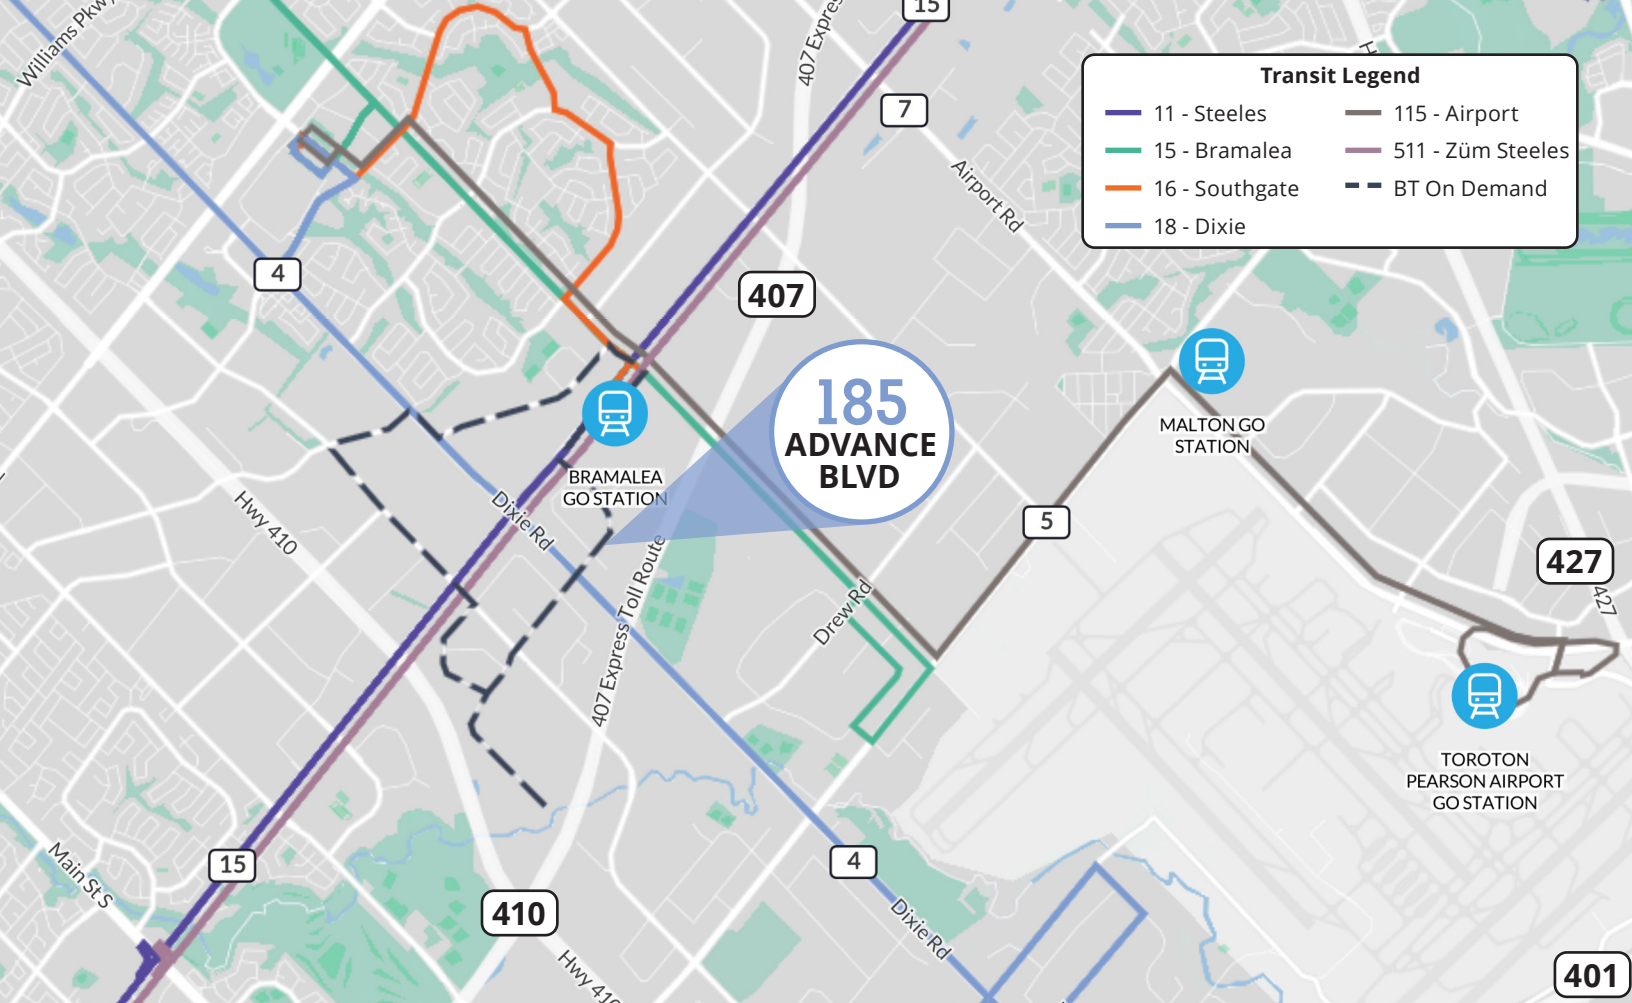 Williams Pkwy
407 Expres
15
7
Airport Rd
H
Transit Legend
11 - Steeles
15 - Bramalea
16 - Southgate
18 - Dixie
115 - Airport
511 - Züm Steeles
BT On Demand
4
407
185
ADVANCE
BLVD
MALTON GO
STATION
BRAMALEA
GO STATION
Hwy 410
Dixie Rd
5
407 Express Toll Route
Drew Rd
427
427
TOROTON
PEARSON AIRPORT
GO STATION
Main St S
15
4
410
Dixie Rd
Hwy 410
401